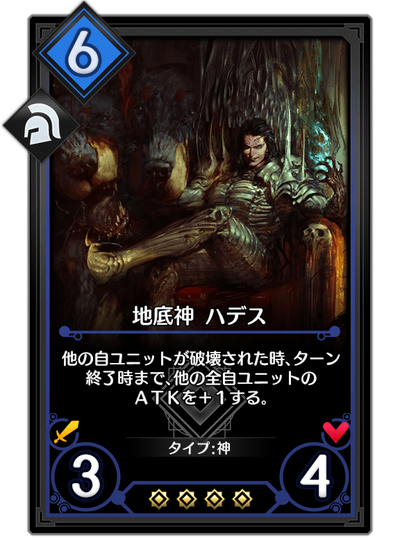 6
地底神 ハデス
他の自ユニットが破壊された時、ターン
終了時まで、他の全自ユニットの
ATKを+1する。
タイプ:神
3
4